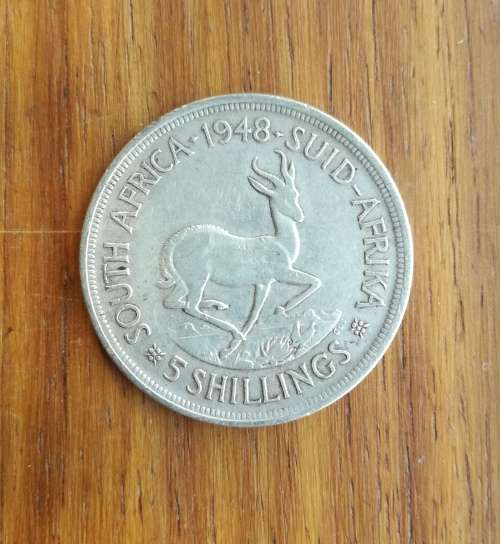 SOUTH AFRICA · 1948 · SUID-AFRIKA
5 SHILLINGS